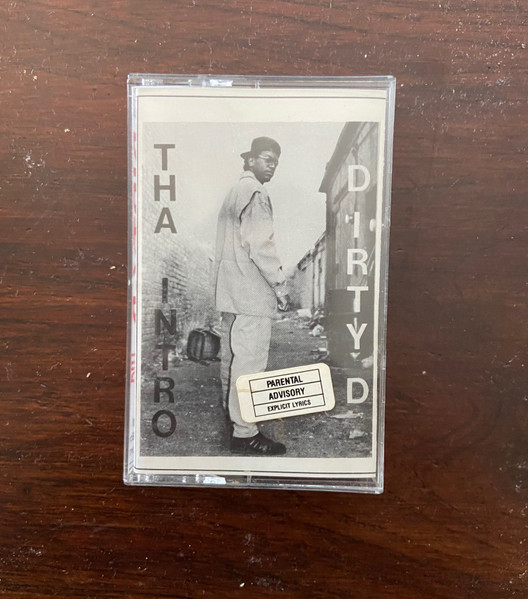 THA INTRO
DIRTY D
PARENTAL
ADVISORY
EXPLICIT LYRICS